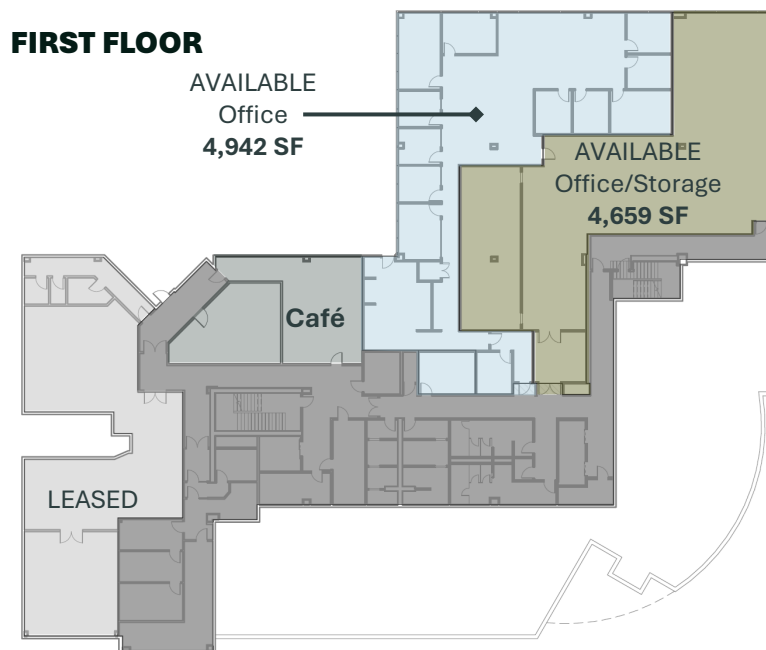 FIRST FLOOR
AVAILABLE
Office
4,942 SF
AVAILABLE
Office/Storage
4,659 SF
Café
LEASED